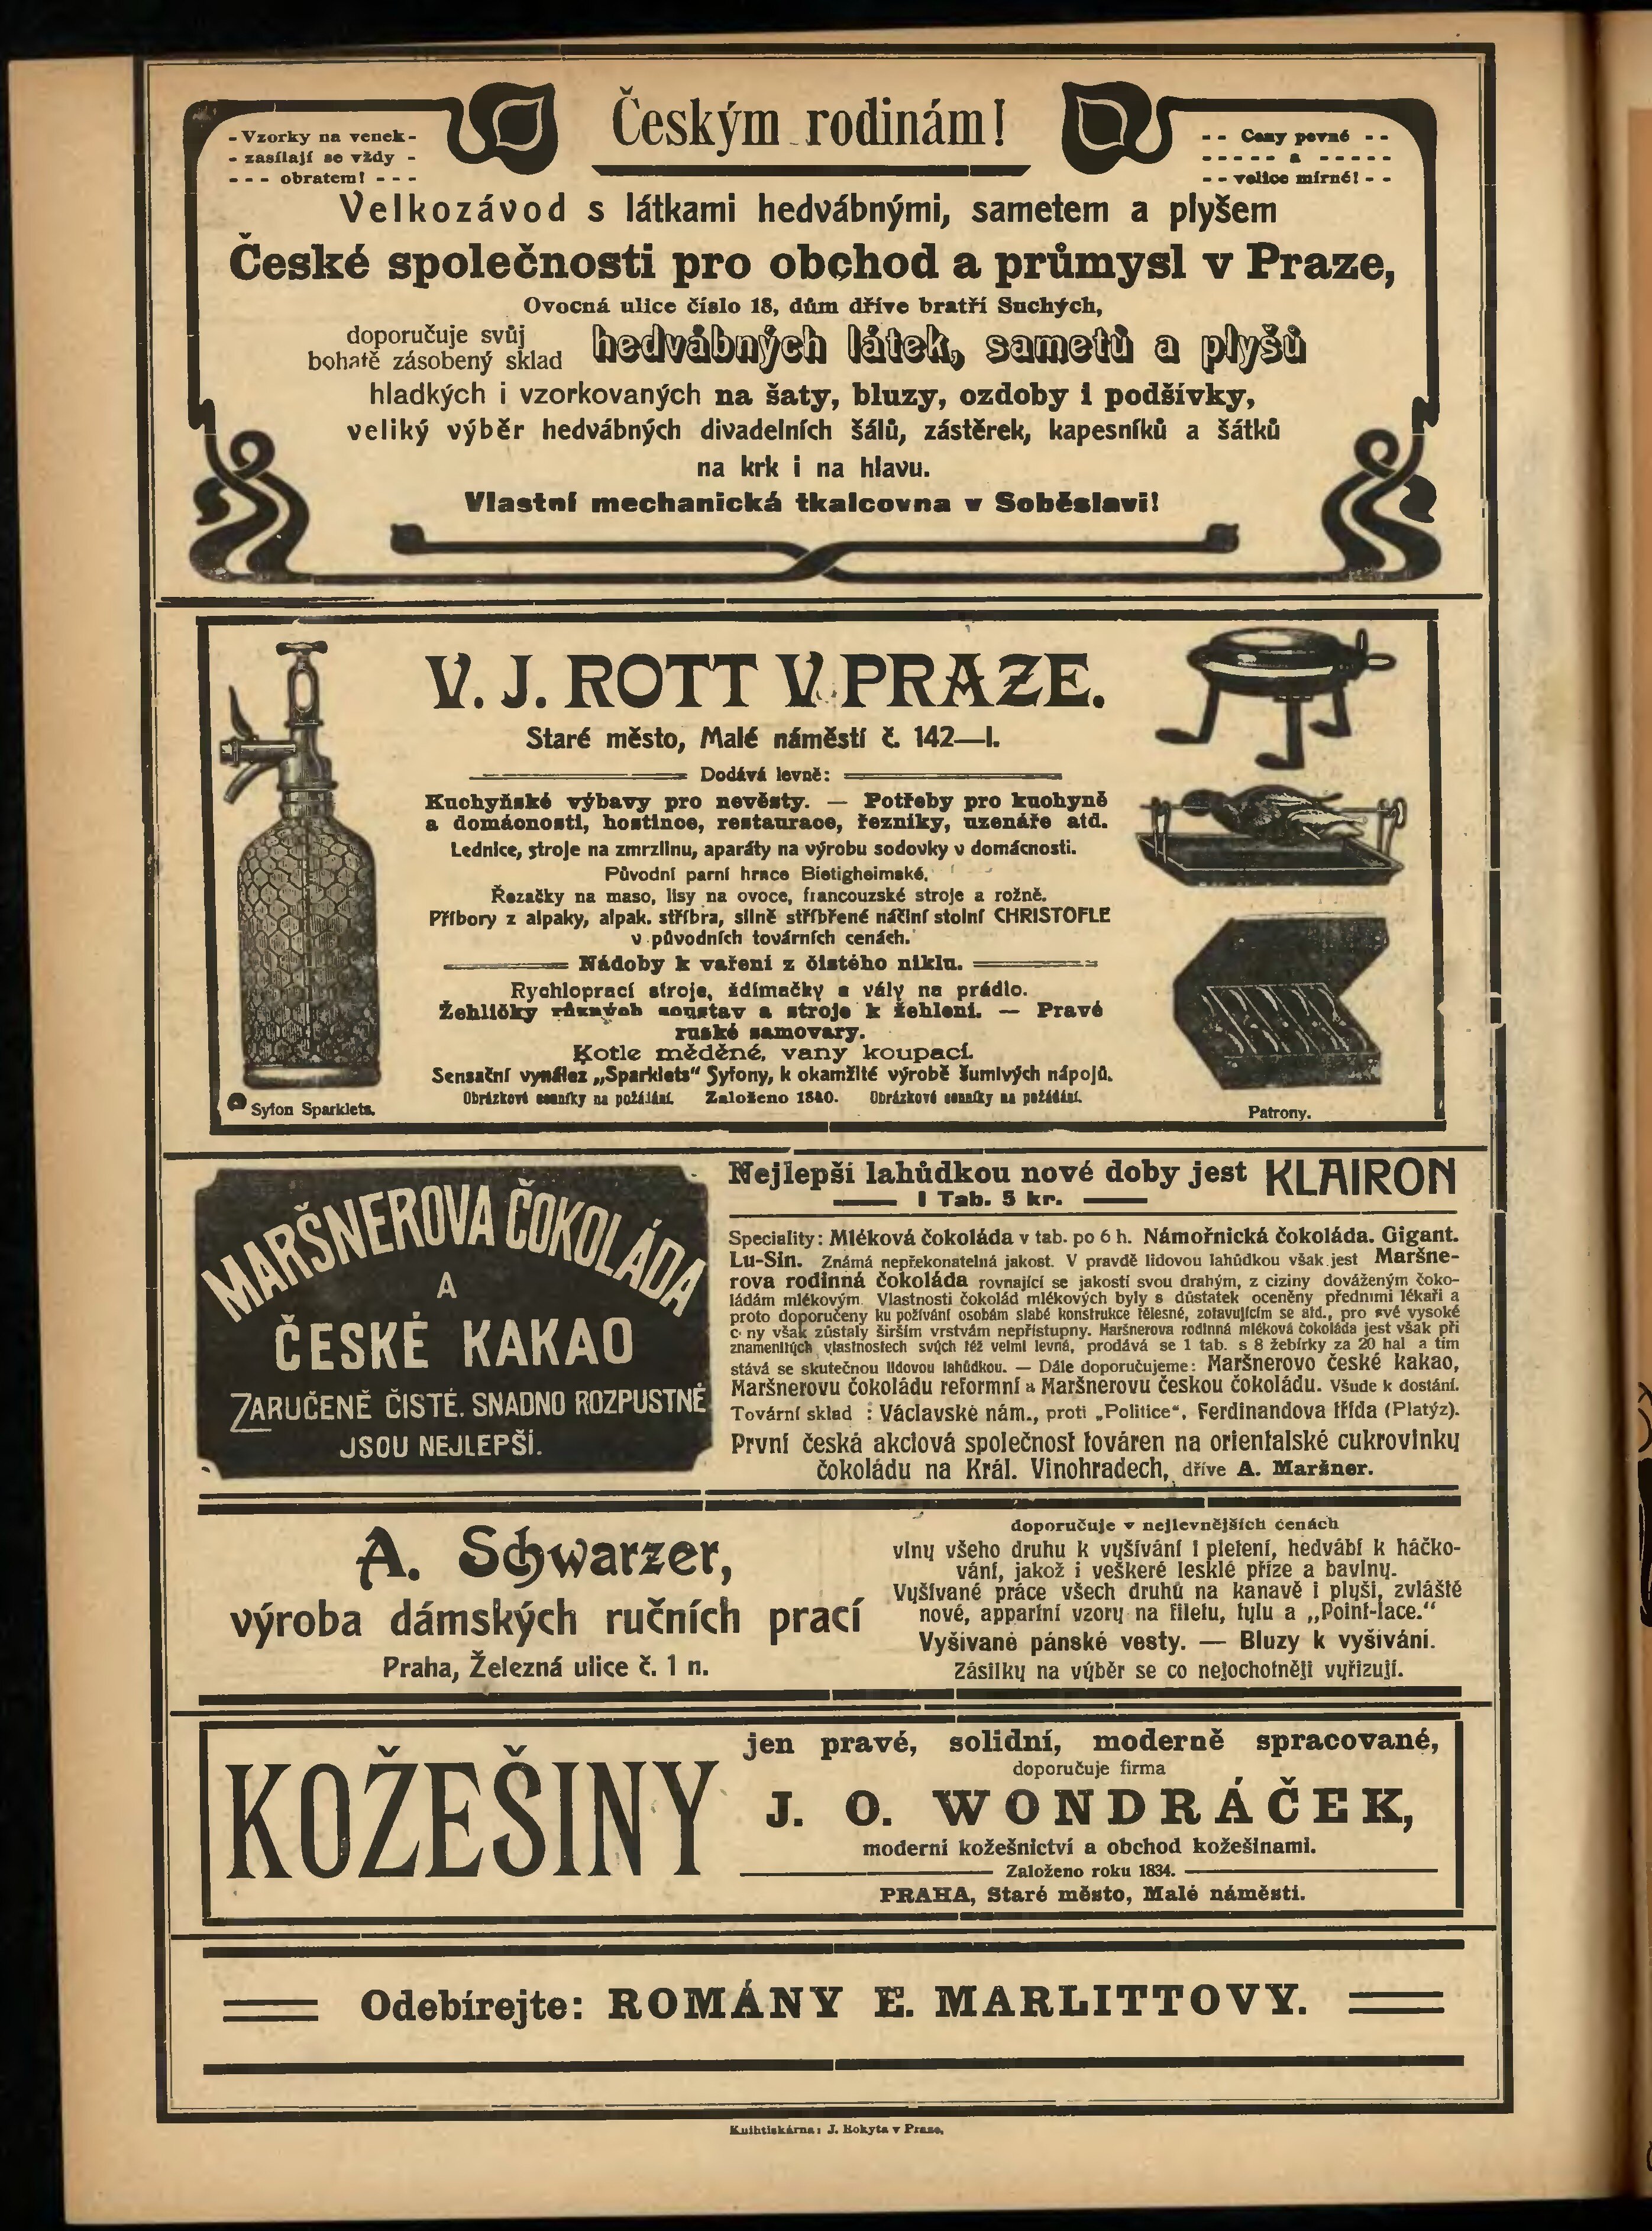 Českým rodinám!
- Vzorky na venek -
- zasílají se vždy -
- - - obratem! - - -
- - Ceny pevné - -
- - - - - a - - - - -
- - velice mírné! - -
Velkozávod s látkami hedvábnými, sametem a plyšem
České společnosti pro obchod a průmysl v Praze,
Ovocná ulice číslo 18, dům dříve bratří Suchých,
doporučuje svůj
bohatě zásobený sklad
hedvábných látek, sametů a plyšů
hladkých i vzorkovaných na šaty, bluzy, ozdoby i podšívky,
veliký výběr hedvábných divadelních šálů, zástěrek, kapesníků a šátků
na krk i na hlavu.
Vlastní mechanická tkalcovna v Soběslavi!
V. J. ROTT V PRAZE.
Staré město, Malé náměstí č. 142—I.
Dodává levně:
Kuchyňské výbavy pro nevěsty. — Potřeby pro kuchyně
a domácnosti, hostince, restaurace, řezníky, uzenáře atd.
Lednice, stroje na zmrzlinu, aparáty na výrobu sodovky v domácnosti.
Původní parní hrnce Bietigheimské.
Řezačky na maso, lisy na ovoce, francouzské stroje a rožně.
Příbory z alpaky, alpak. stříbra, silně stříbřené náčiní stolní CHRISTOFLE
v původních továrních cenách.
Nádoby k vaření z čistého niklu.
Rychloprací stroje, ždímačky a vály na prádlo.
Žehličky různých soustav a stroje k žehlení. — Pravé
ruské samovary.
Kotle měděné, vany koupací.
Sensační vynález „Sparklets“ Syfony, k okamžité výrobě šumivých nápojů.
Obrázkové cenníky na požádání. Založeno 1840. Obrázkové cenníky na požádání.
Syfon Sparklets.
Patrony.
MARŠNEROVA ČOKOLÁDA
A
ČESKÉ KAKAO
ZARUČENĚ ČISTÉ. SNADNO ROZPUSTNÉ
JSOU NEJLEPŠÍ.
Nejlepší lahůdkou nové doby jest KLAIRON
1 Tab. 5 kr.
Speciality: Mléková čokoláda v tab. po 6 h. Námořnická čokoláda. Gigant.
Lu-Sin. Známá nepřekonatelná jakost. V pravdě lidovou lahůdkou však jest Maršne-
rova rodinná čokoláda rovnající se jakostí svou drahým, z ciziny dováženým čoko-
ládám mlékovým. Vlastnosti čokolád mlékových byly s důstatek oceněny předními lékaři a
proto doporučeny ku požívání osobám slabé konstrukce tělesné, zotavujícím se atd., pro své vysoké
c ny však zůstaly širším vrstvám nepřístupny. Maršnerova rodinná mléková čokoláda jest však při
znamenitých vlastnostech svých též velmi levná, prodává se 1 tab. s 8 žebírky za 20 hal a tím
stává se skutečnou lidovou lahůdkou. — Dále doporučujeme: Maršnerovo české kakao,
Maršnerovu čokoládu reformní a Maršnerovu českou čokoládu. Všude k dostání.
Tovární sklad : Václavské nám., proti „Politice“, Ferdinandova třída (Platýz).
První česká akciová společnost továren na orientalské cukrovinky
čokoládu na Král. Vinohradech, dříve A. Maršner.
A. Schwarzer,
výroba dámských ručních prací
Praha, Železná ulice č. 1 n.
doporučuje v nejlevnějších cenách
vlny všeho druhu k vyšívání i pletení, hedvábí k háčko-
vání, jakož i veškeré lesklé příze a bavlny.
Vyšívané práce všech druhů na kanavě i plyši, zvláště
nové, appartní vzory na filetu, tylu a „Point-lace.“
Vyšívané pánské vesty. — Bluzy k vyšívání.
Zásilky na výběr se co nejochotněji vyřizují.
KOŽEŠINY
jen pravé, solidní, moderně spracované,
doporučuje firma
J. O. WONDRÁČEK,
moderní kožešnictví a obchod kožešinami.
Založeno roku 1834.
PRAHA, Staré město, Malé náměstí.
Odebírejte: ROMÁNY E. MARLITTOVY.
Knihtiskárna: J. Rokyta v Praze.